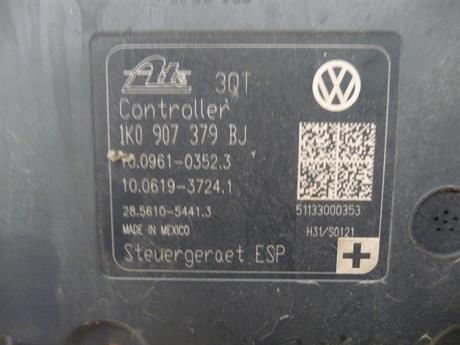 Ate 3QT
Controller
1K0 907 379 BJ
10.0961-0352.3
10.0619-3724.1
28.5610-5441.3
51133000353
MADE IN MEXICO
H31/S0121
Steuergeraet ESP